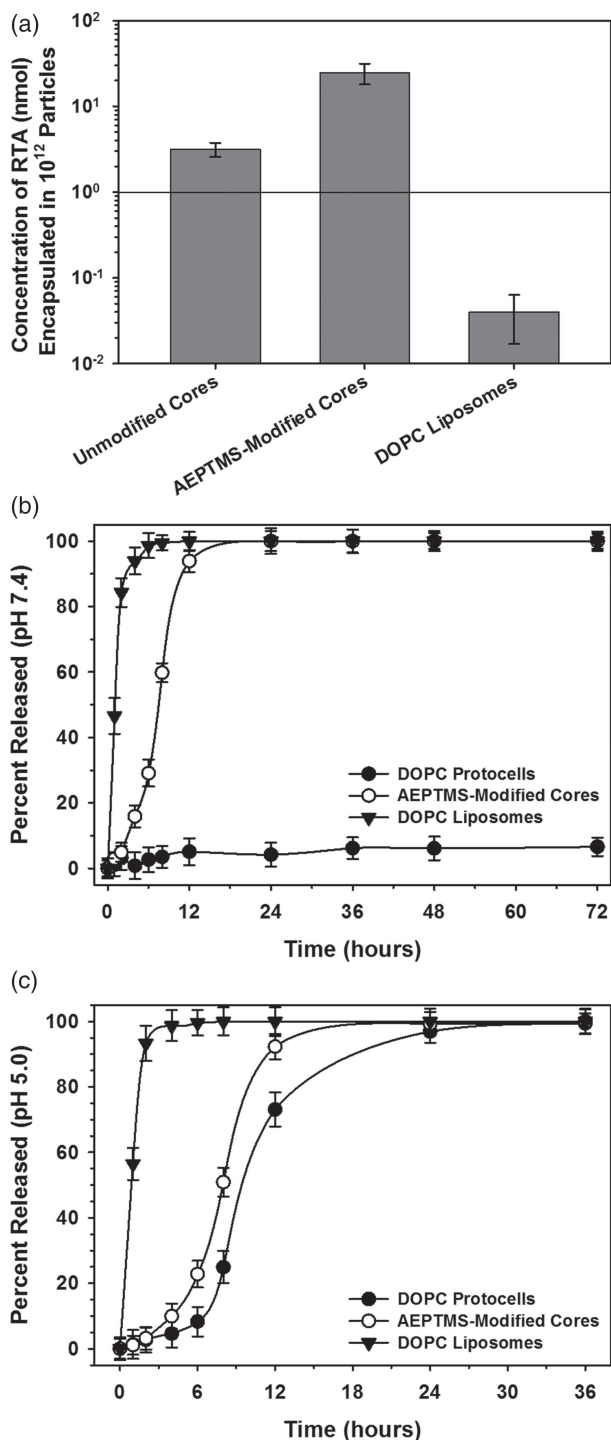 (a)
Concentration of RTA (nmol)
Encapsulated in 10¹² Particles
10²
10¹
10⁰
10⁻¹
10⁻²
Unmodified Cores
AEPTMS-Modified Cores
DOPC Liposomes
(b)
Percent Released (pH 7.4)
100
80
60
40
20
0
DOPC Protocells
AEPTMS-Modified Cores
DOPC Liposomes
0 12 24 36 48 60 72
Time (hours)
(c)
Percent Released (pH 5.0)
100
80
60
40
20
0
DOPC Protocells
AEPTMS-Modified Cores
DOPC Liposomes
0 6 12 18 24 30 36
Time (hours)